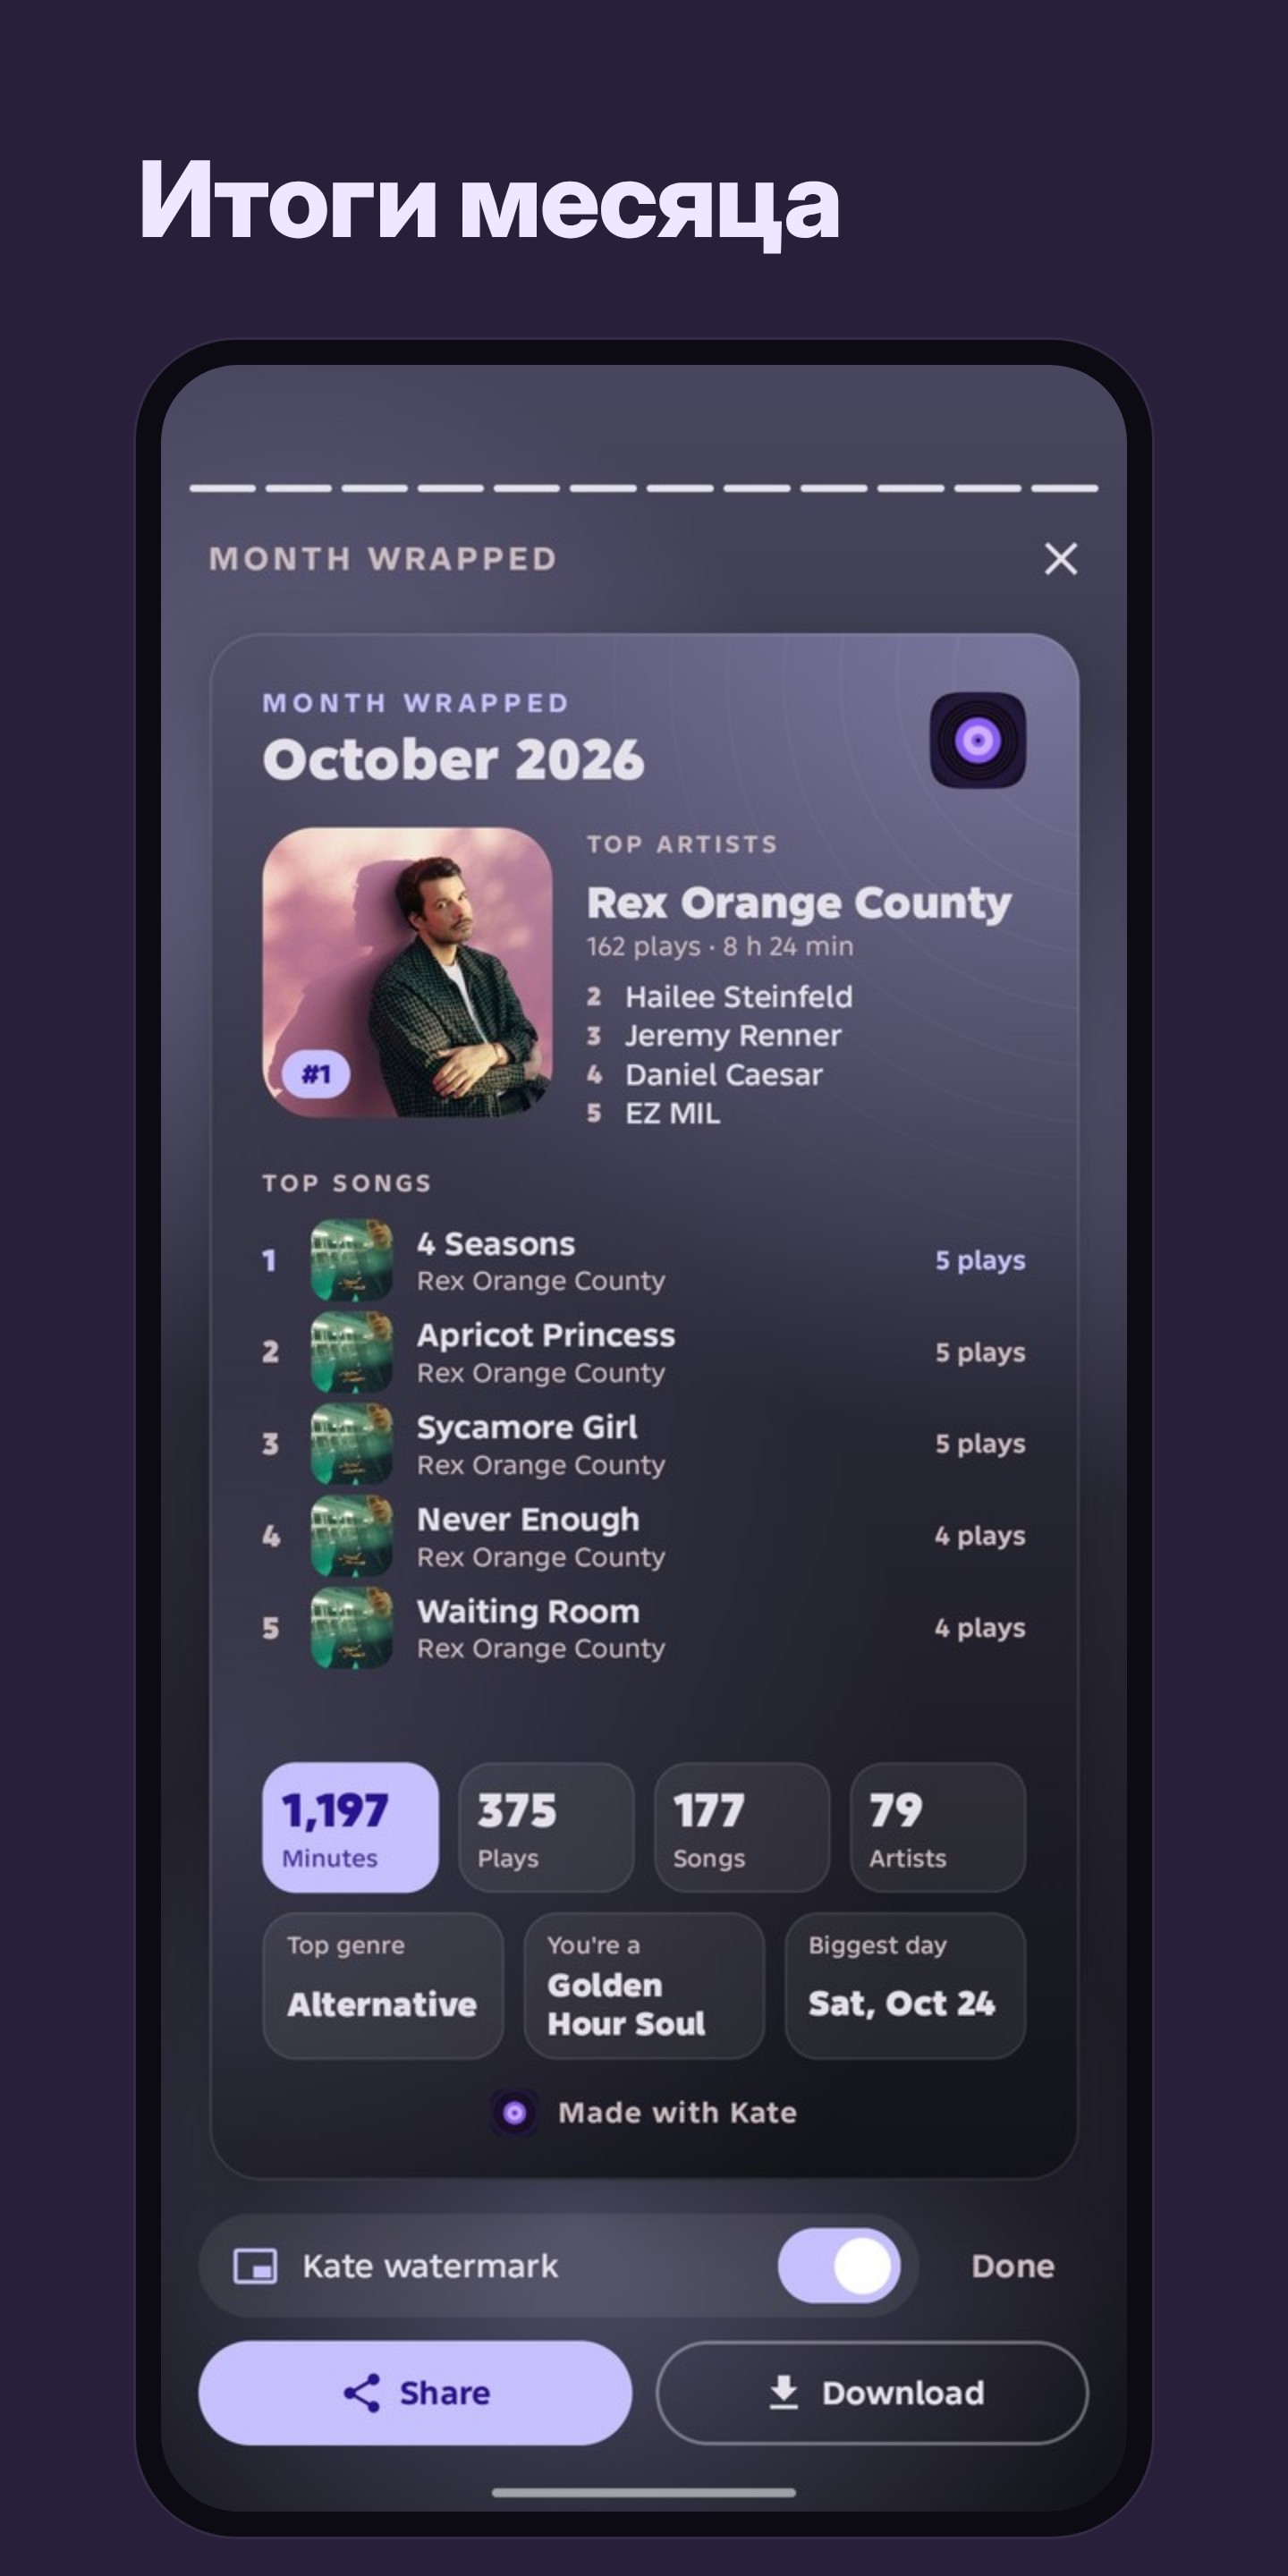 Итоги месяца
MONTH WRAPPED
MONTH WRAPPED
October 2026
#1
TOP ARTISTS
Rex Orange County
162 plays · 8 h 24 min
2 Hailee Steinfeld
3 Jeremy Renner
4 Daniel Caesar
5 EZ MIL
TOP SONGS
1 4 Seasons 5 plays
Rex Orange County
2 Apricot Princess 5 plays
Rex Orange County
3 Sycamore Girl 5 plays
Rex Orange County
4 Never Enough 4 plays
Rex Orange County
5 Waiting Room 4 plays
Rex Orange County
1,197 375 177 79
Minutes Plays Songs Artists
Top genre
Alternative
You're a
Golden
Hour Soul
Biggest day
Sat, Oct 24
Made with Kate
Kate watermark Done
Share Download